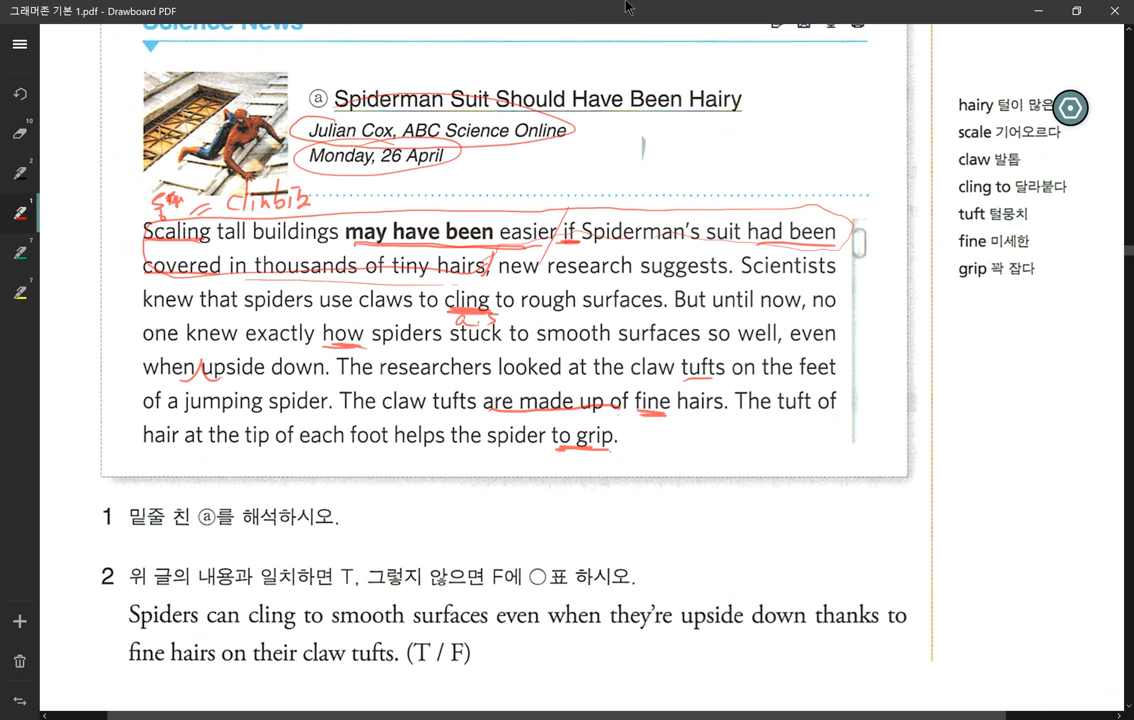 그래머존 기본 1.pdf - Drawboard PDF
Science News
ⓐ Spiderman Suit Should Have Been Hairy
Julian Cox, ABC Science Online
Monday, 26 April
Scaling tall buildings may have been easier if Spiderman's suit had been
covered in thousands of tiny hairs, new research suggests. Scientists
knew that spiders use claws to cling to rough surfaces. But until now, no
one knew exactly how spiders stuck to smooth surfaces so well, even
when upside down. The researchers looked at the claw tufts on the feet
of a jumping spider. The claw tufts are made up of fine hairs. The tuft of
hair at the tip of each foot helps the spider to grip.
hairy 털이 많은
scale 기어오르다
claw 발톱
cling to 달라붙다
tuft 털뭉치
fine 미세한
grip 꽉 잡다
1 밑줄 친 ⓐ를 해석하시오.
2 위 글의 내용과 일치하면 T, 그렇지 않으면 F에 ○표 하시오.
Spiders can cling to smooth surfaces even when they're upside down thanks to
fine hairs on their claw tufts. (T / F)
10
2
1
7
7